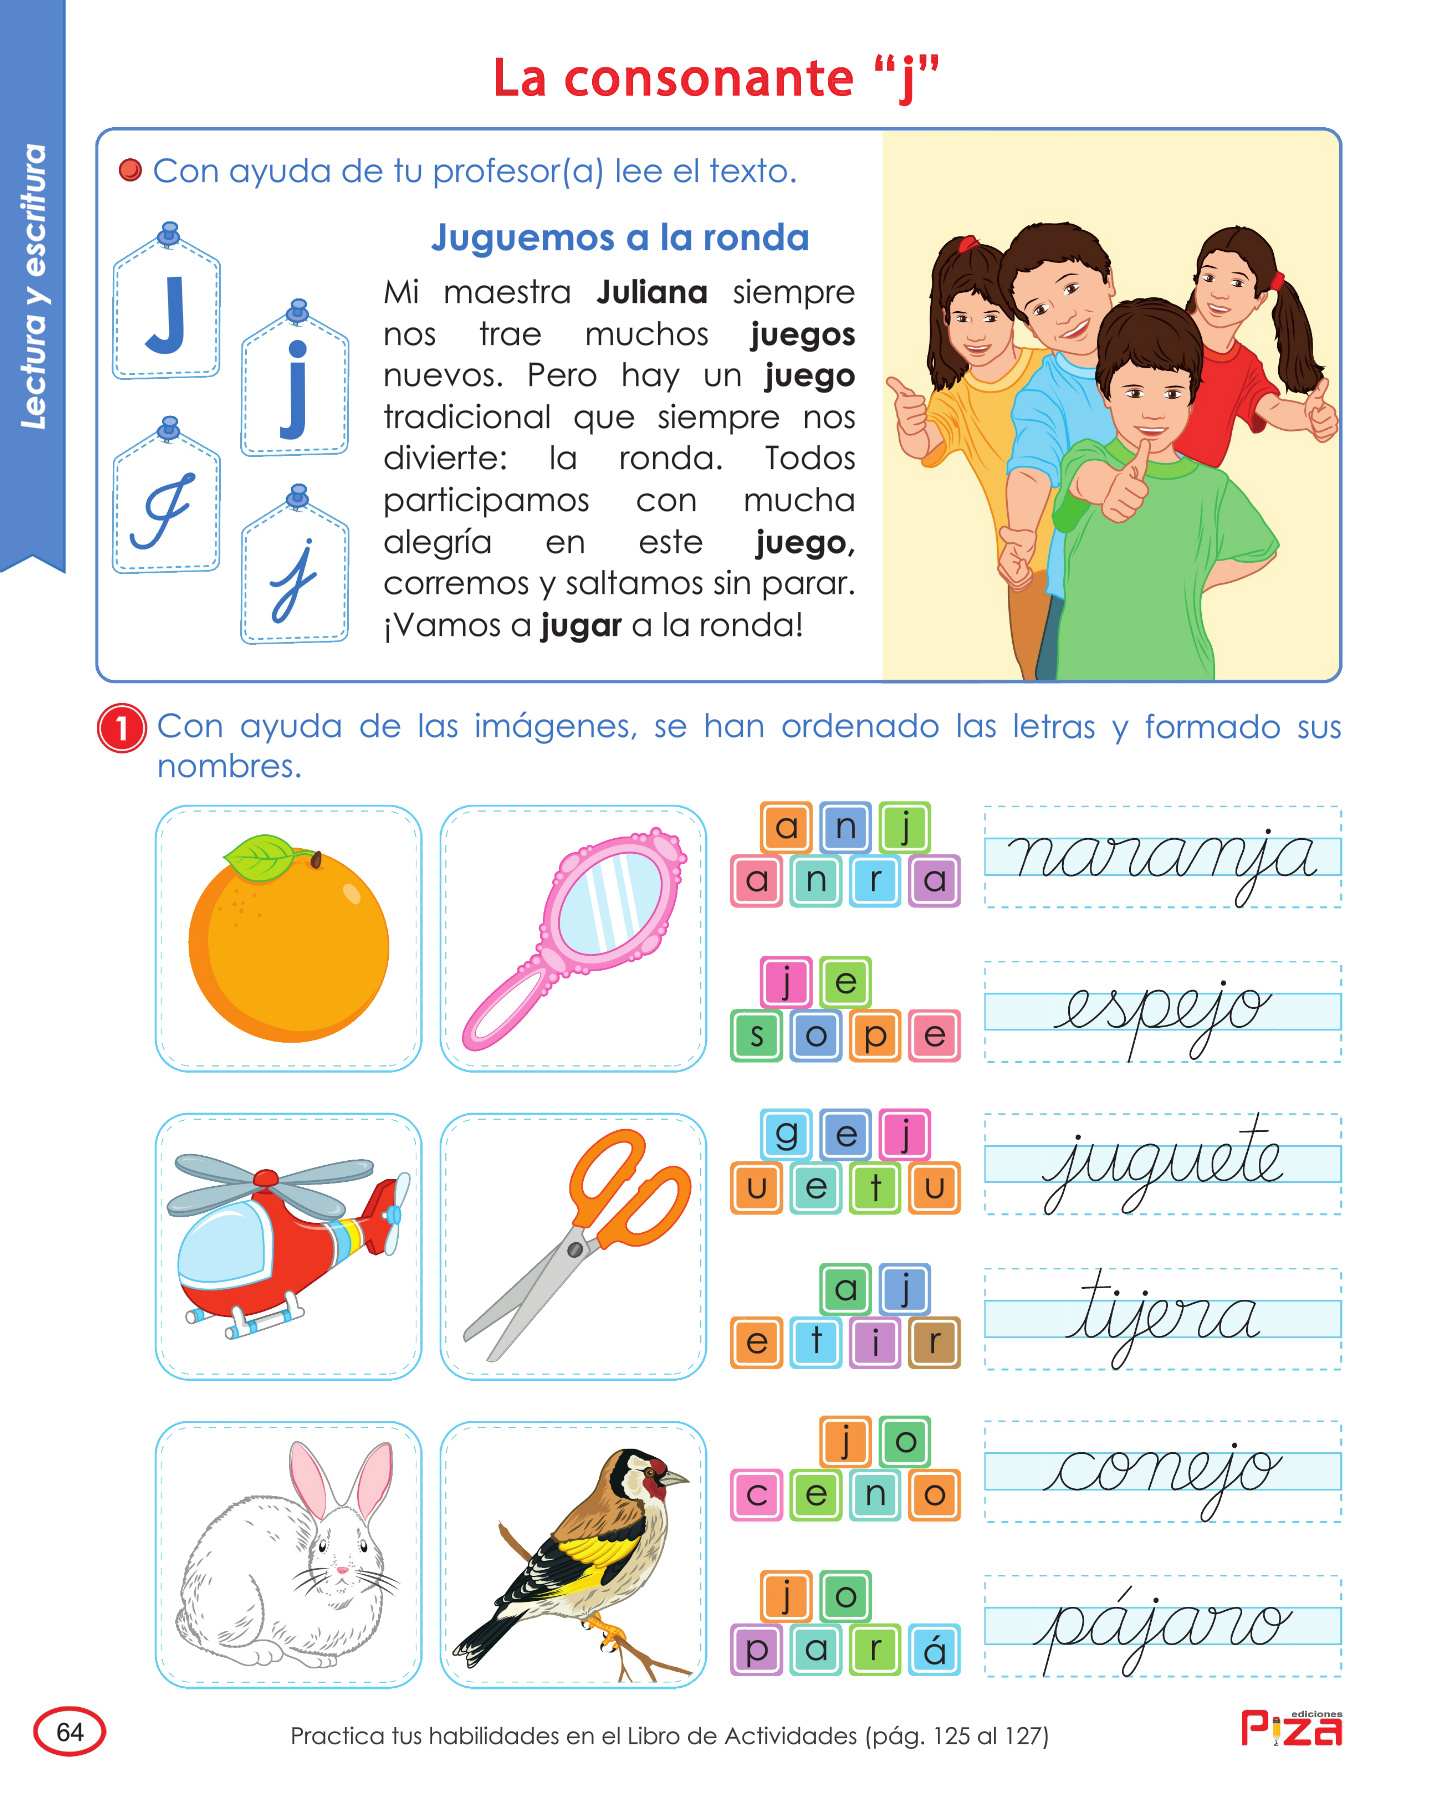 La consonante “j”
Lectura y escritura
Con ayuda de tu profesor(a) lee el texto.
J
j
J
j
Juguemos a la ronda
Mi maestra Juliana siempre
nos trae muchos juegos
nuevos. Pero hay un juego
tradicional que siempre nos
divierte: la ronda. Todos
participamos con mucha
alegría en este juego,
corremos y saltamos sin parar.
¡Vamos a jugar a la ronda!
1 Con ayuda de las imágenes, se han ordenado las letras y formado sus
nombres.
a n j
a n r a
naranja
j e
s o p e
espejo
g e j
u e t u
juguete
a j
e t i r
tijera
j o
c e n o
conejo
j o
p a r á
pájaro
64
Practica tus habilidades en el Libro de Actividades (pág. 125 al 127)
ediciones
Piza